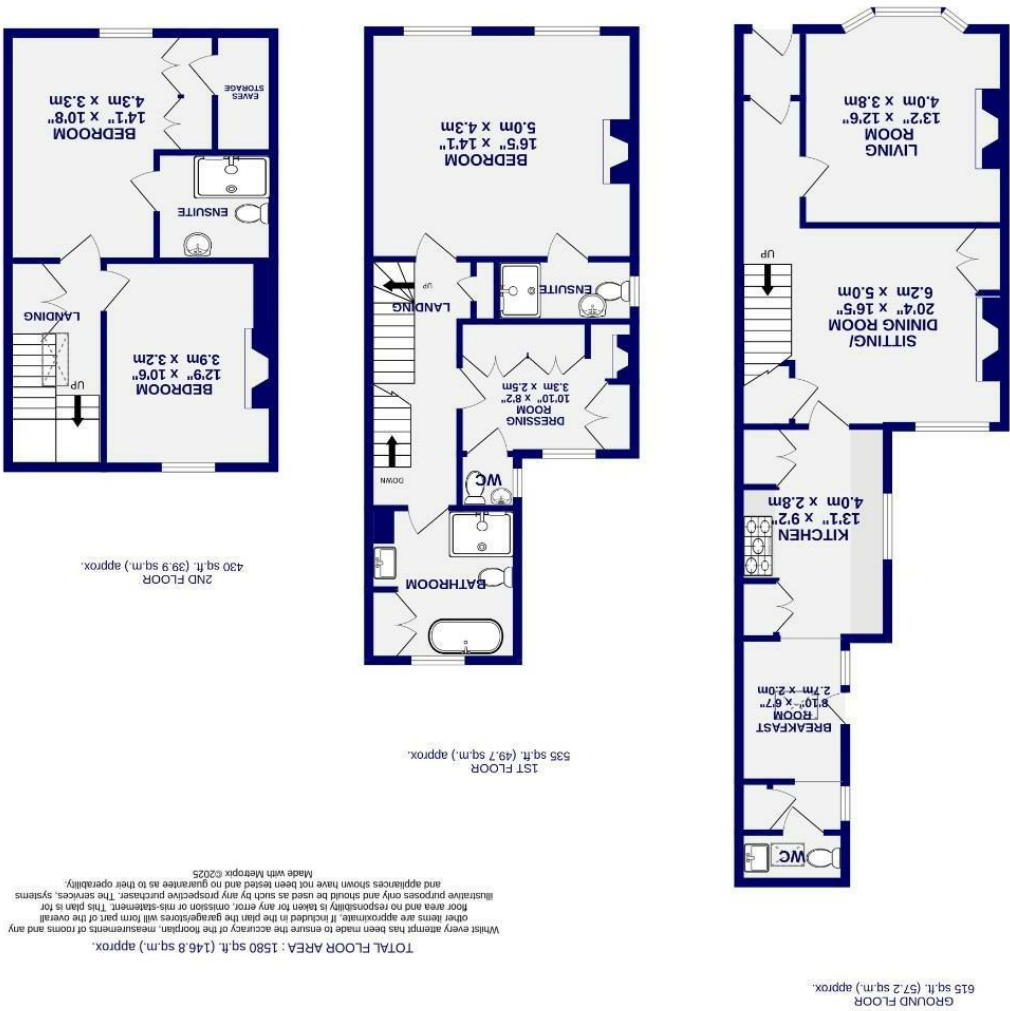 GROUND FLOOR
615 sq.ft. (57.2 sq.m.) approx.
WC
BREAKFAST
ROOM
8'10" x 6'7"
2.7m x 2.0m
KITCHEN
13'1" x 9'2"
4.0m x 2.8m
SITTING/
DINING ROOM
20'4" x 16'5"
6.2m x 5.0m
UP
LIVING
ROOM
13'2" x 12'6"
4.0m x 3.8m
1ST FLOOR
535 sq.ft. (49.7 sq.m.) approx.
BATHROOM
WC
DOWN
DRESSING
ROOM
10'10" x 8'2"
3.3m x 2.5m
LANDING
UP
ENSUITE
BEDROOM
16'5" x 14'1"
5.0m x 4.3m
2ND FLOOR
430 sq.ft. (39.9 sq.m.) approx.
BEDROOM
12'9" x 10'6"
3.9m x 3.2m
UP
LANDING
ENSUITE
BEDROOM
14'1" x 10'8"
4.3m x 3.3m
EAVES
STORAGE
TOTAL FLOOR AREA : 1580 sq.ft. (146.8 sq.m.) approx.
Whilst every attempt has been made to ensure the accuracy of the floorplan, measurements of rooms and any
other items are approximate, If included in the plan the garage/stores will form part of the overall
floor area and no responsibility is taken for any error, omission or mis-statement. This plan is for
illustrative purposes only and should be used as such by any prospective purchaser. The services, systems
and appliances shown have not been tested and no guarantee as to their operability.
Made with Metropix ©2025